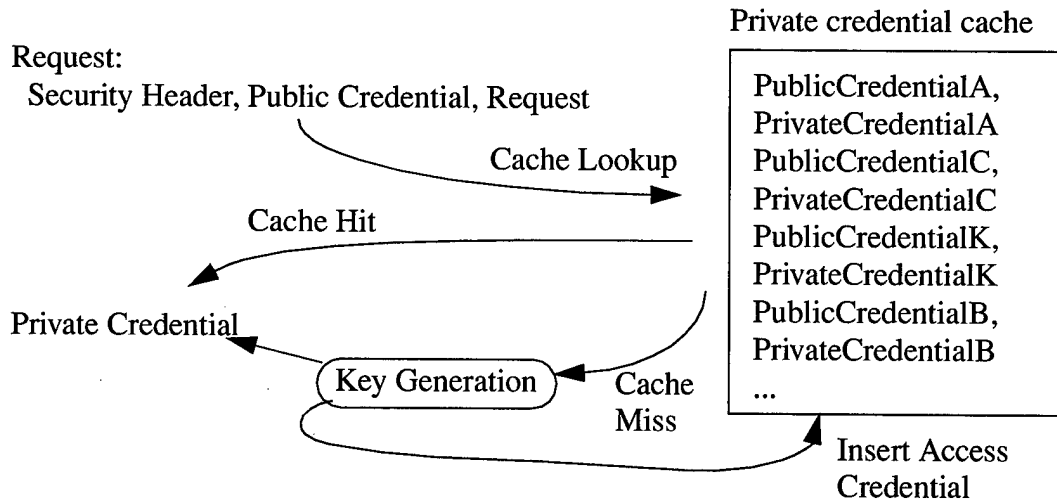 Private credential cache
Request:
Security Header, Public Credential, Request
PublicCredentialA,
PrivateCredentialA
PublicCredentialC,
PrivateCredentialC
PublicCredentialK,
PrivateCredentialK
PublicCredentialB,
PrivateCredentialB
...
Cache Lookup
Cache Hit
Private Credential
Key Generation
Cache
Miss
Insert Access
Credential